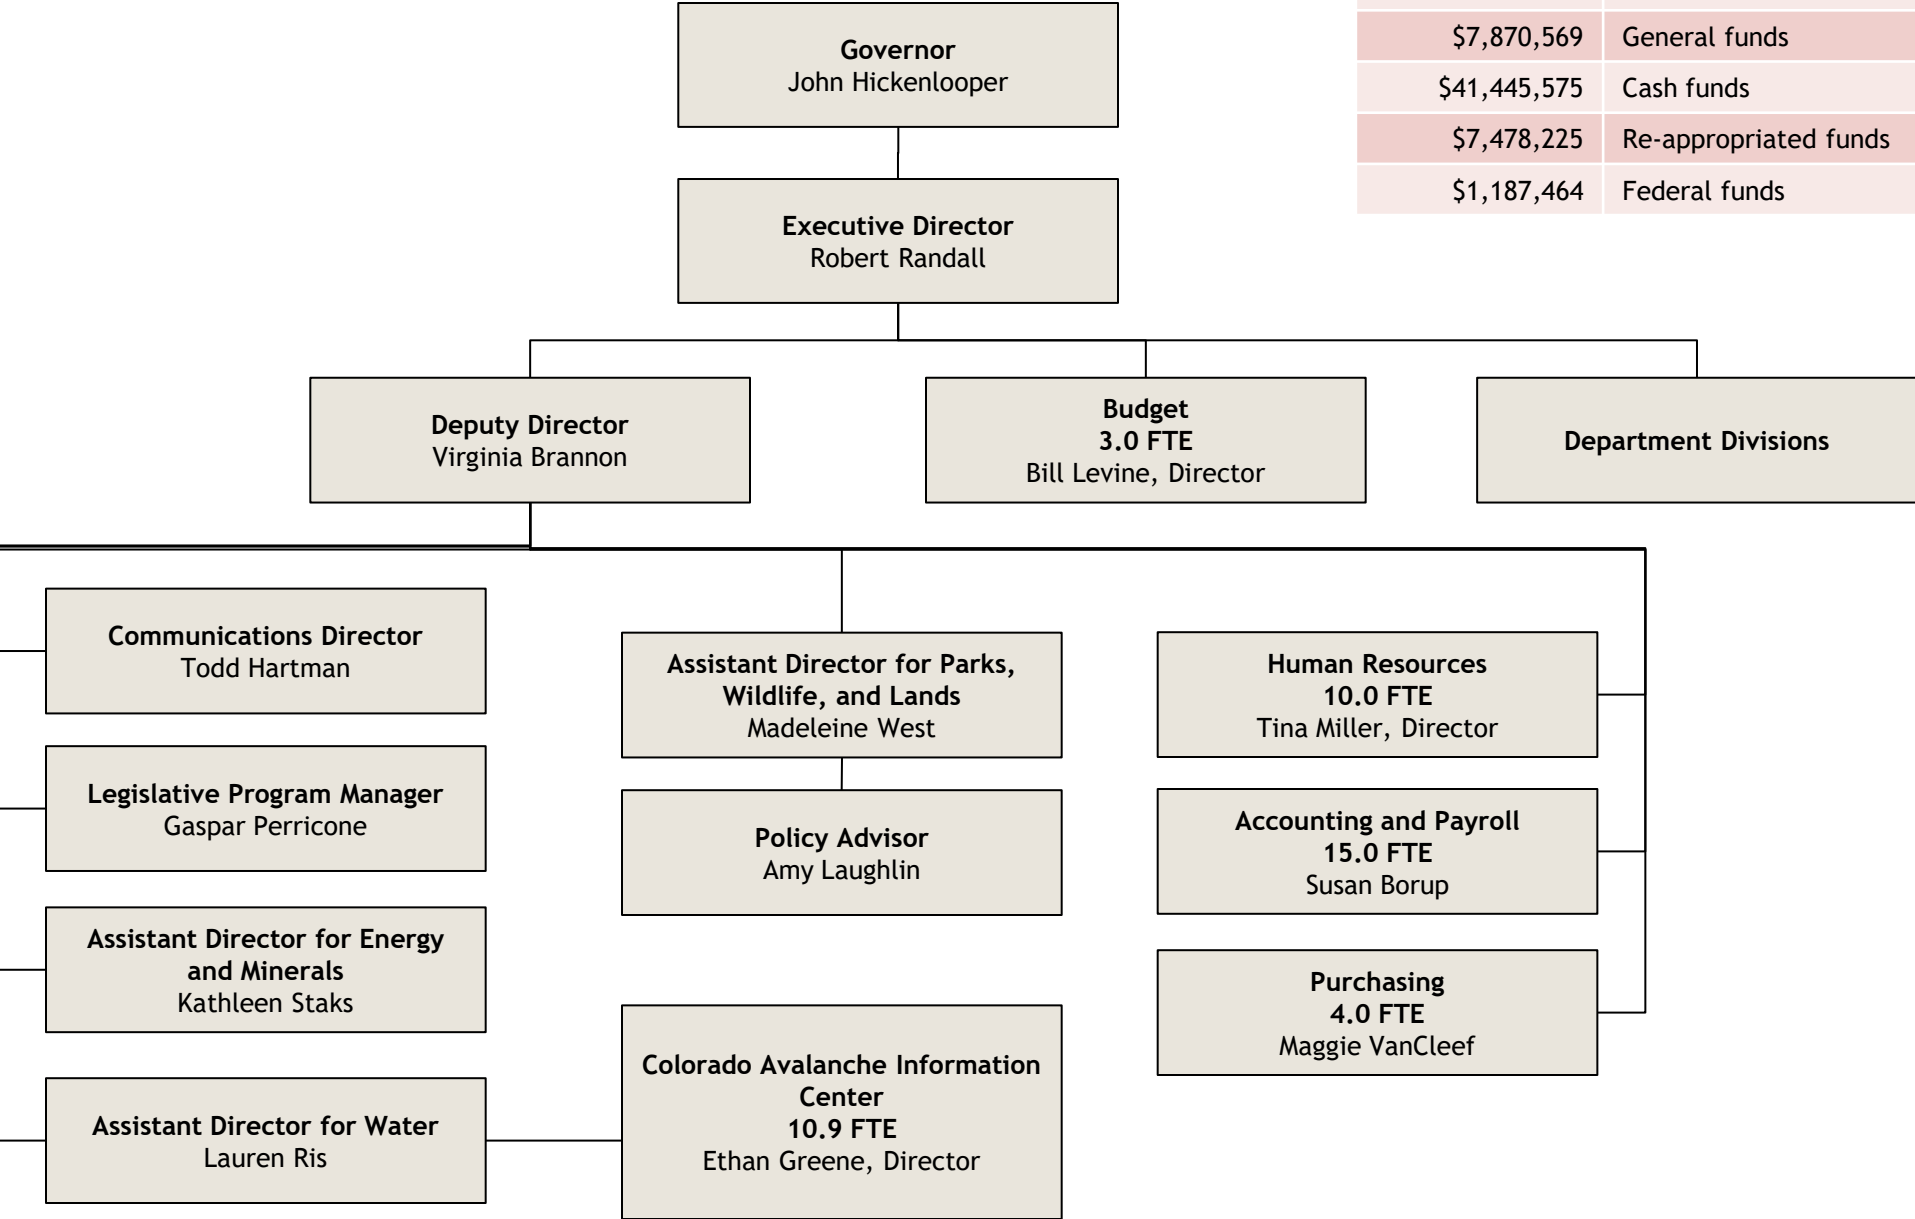 Governor
John Hickenlooper
$7,870,569 General funds
$41,445,575 Cash funds
$7,478,225 Re-appropriated funds
$1,187,464 Federal funds
Executive Director
Robert Randall
Deputy Director
Virginia Brannon
Budget
3.0 FTE
Bill Levine, Director
Department Divisions
Communications Director
Todd Hartman
Legislative Program Manager
Gaspar Perricone
Assistant Director for Energy
and Minerals
Kathleen Staks
Assistant Director for Water
Lauren Ris
Assistant Director for Parks,
Wildlife, and Lands
Madeleine West
Policy Advisor
Amy Laughlin
Colorado Avalanche Information
Center
10.9 FTE
Ethan Greene, Director
Human Resources
10.0 FTE
Tina Miller, Director
Accounting and Payroll
15.0 FTE
Susan Borup
Purchasing
4.0 FTE
Maggie VanCleef